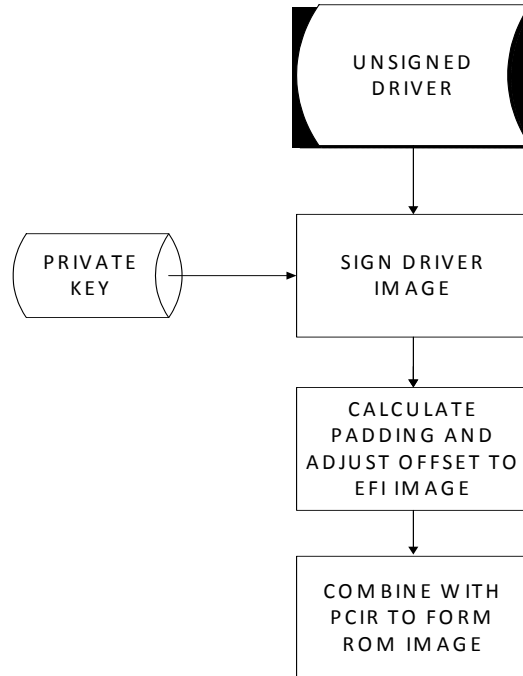 UNSIGNED
DRIVER
PRIVATE
KEY
SIGN DRIVER
IMAGE
CALCULATE
PADDING AND
ADJUST OFFSET TO
EFI IMAGE
COMBINE WITH
PCIR TO FORM
ROM IMAGE